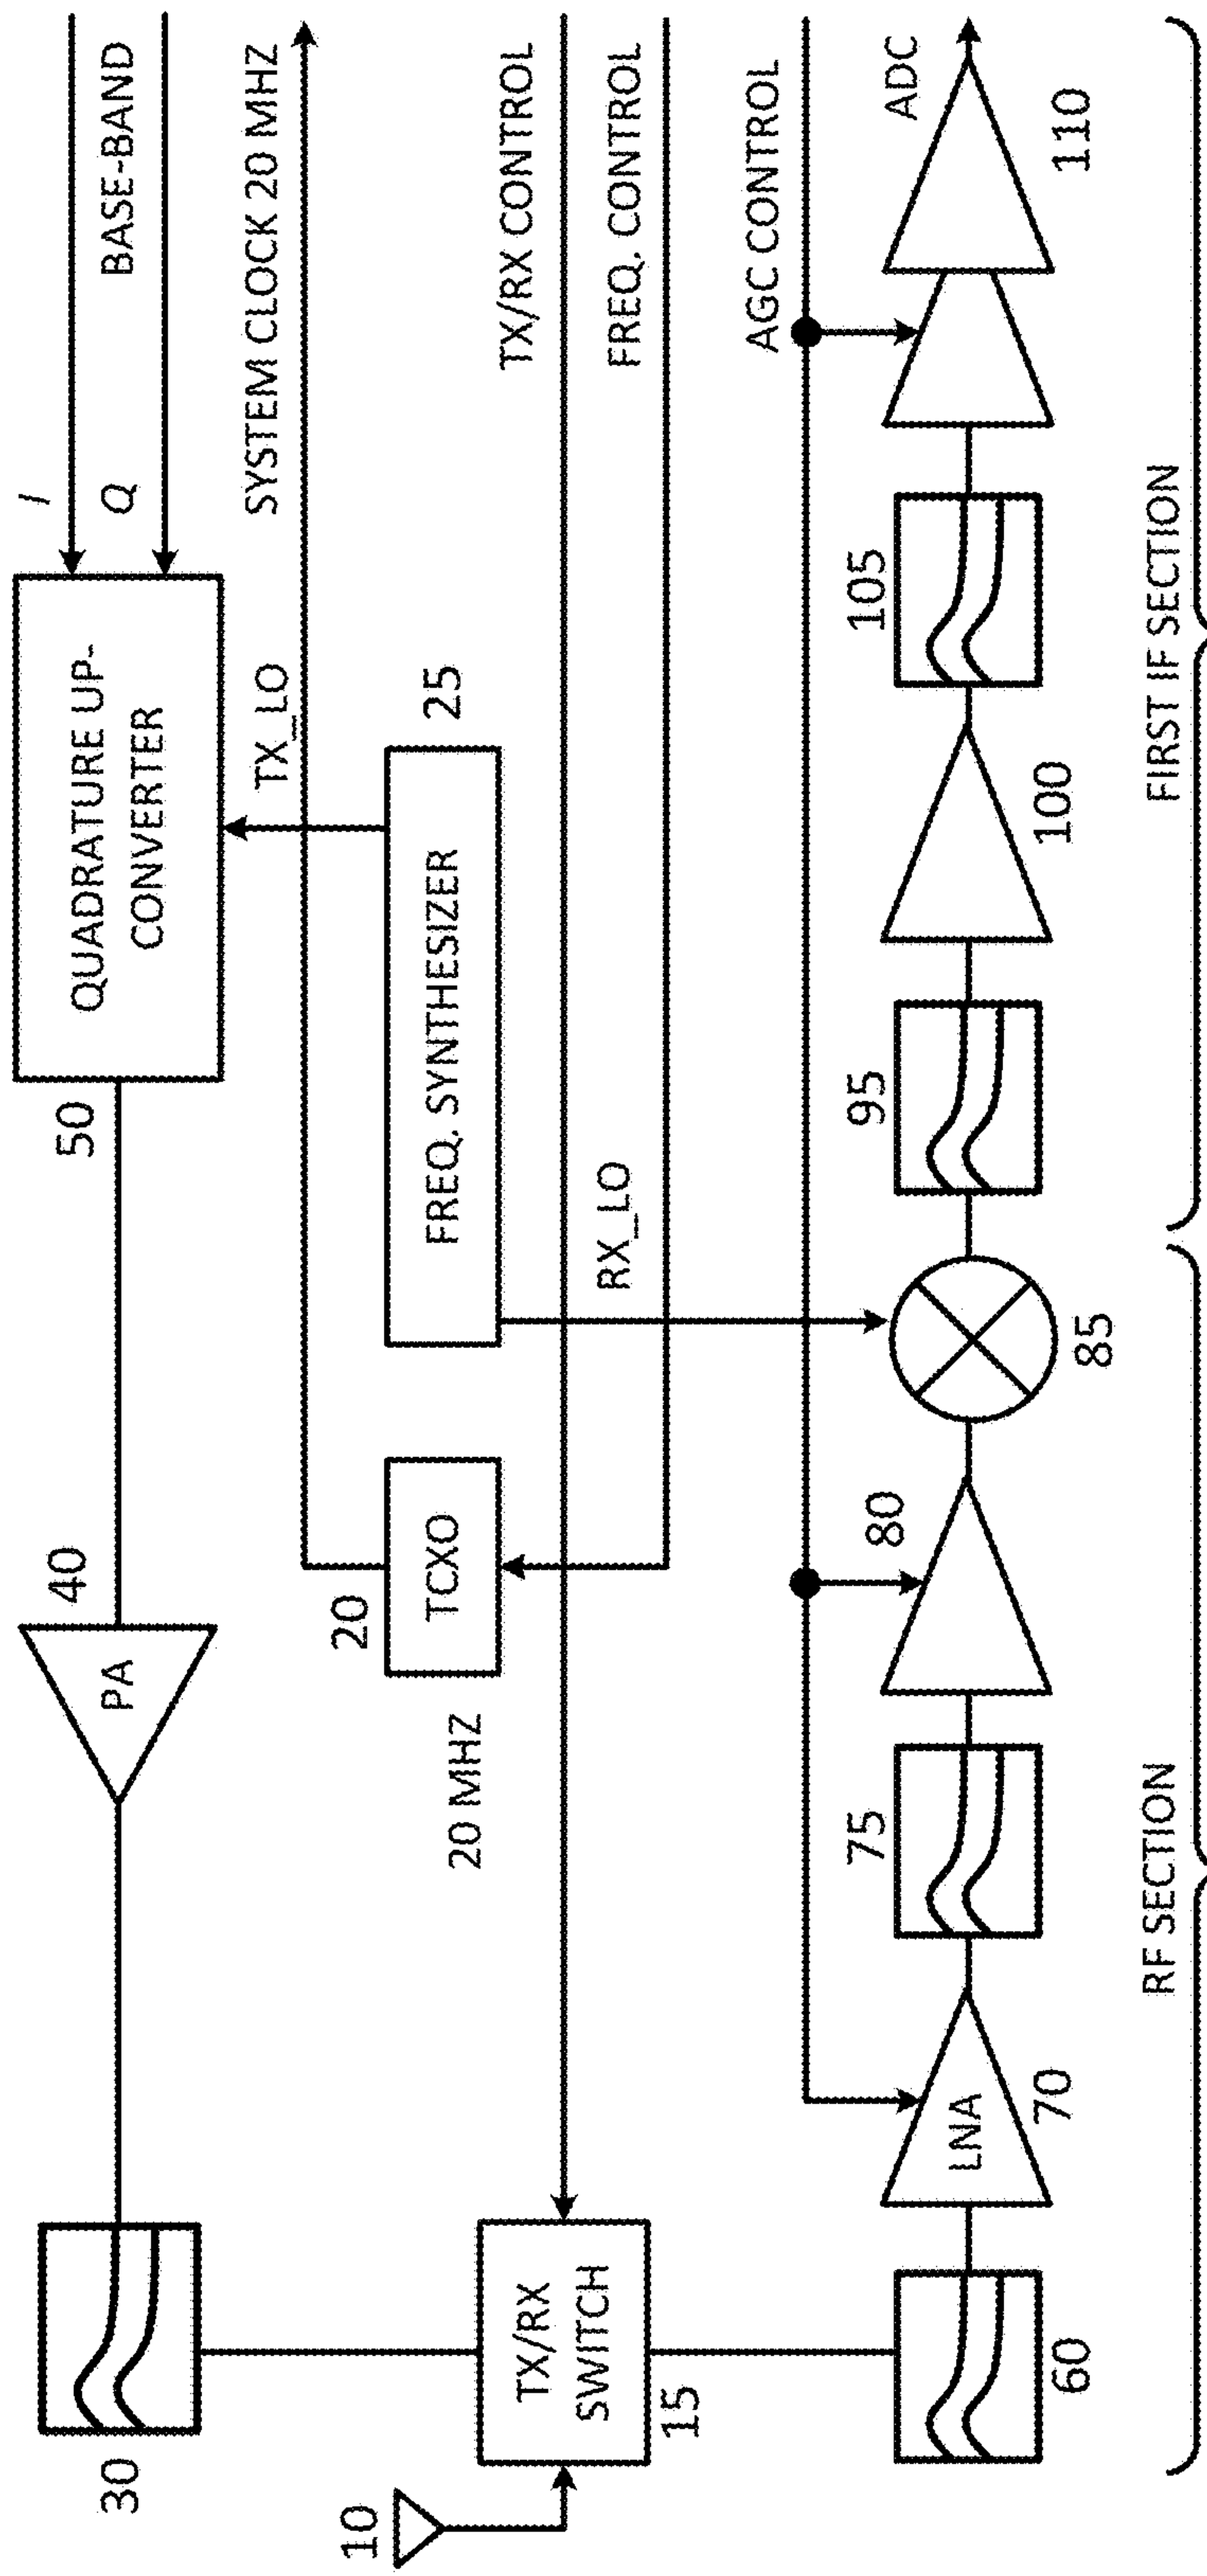 I
Q
BASE-BAND
QUADRATURE UP-
CONVERTER
50
40
PA
30
SYSTEM CLOCK 20 MHZ
TX_LO
25
FREQ. SYNTHESIZER
20
TCXO
20 MHZ
TX/RX CONTROL
FREQ. CONTROL
RX_LO
10
TX/RX
SWITCH
15
AGC CONTROL
60
LNA
70
75
80
85
95
100
105
110
ADC
RF SECTION
FIRST IF SECTION